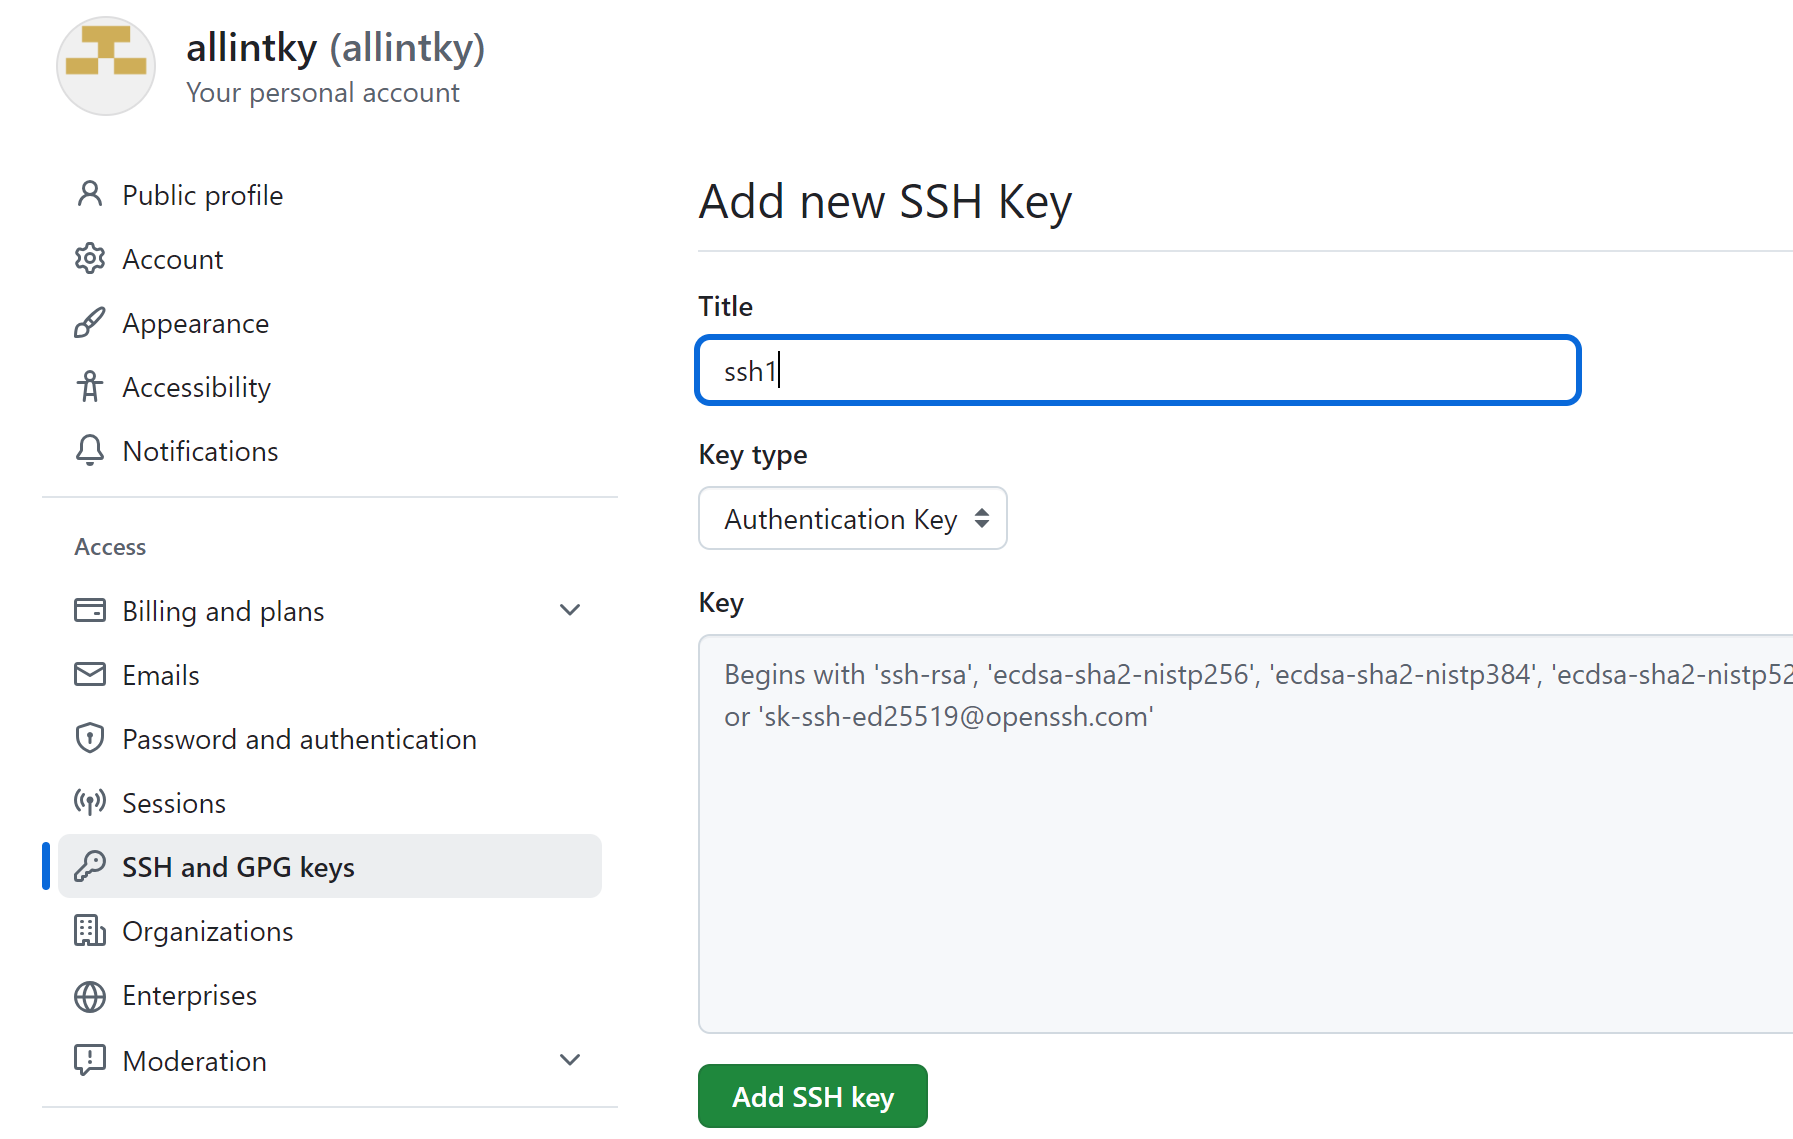 allintky (allintky)
Your personal account
Public profile
Account
Appearance
Accessibility
Notifications
Access
Billing and plans
Emails
Password and authentication
Sessions
SSH and GPG keys
Organizations
Enterprises
Moderation
Add new SSH Key
Title
ssh1
Key type
Authentication Key
Key
Begins with 'ssh-rsa', 'ecdsa-sha2-nistp256', 'ecdsa-sha2-nistp384', 'ecdsa-sha2-nistp52
or 'sk-ssh-ed25519@openssh.com'
Add SSH key